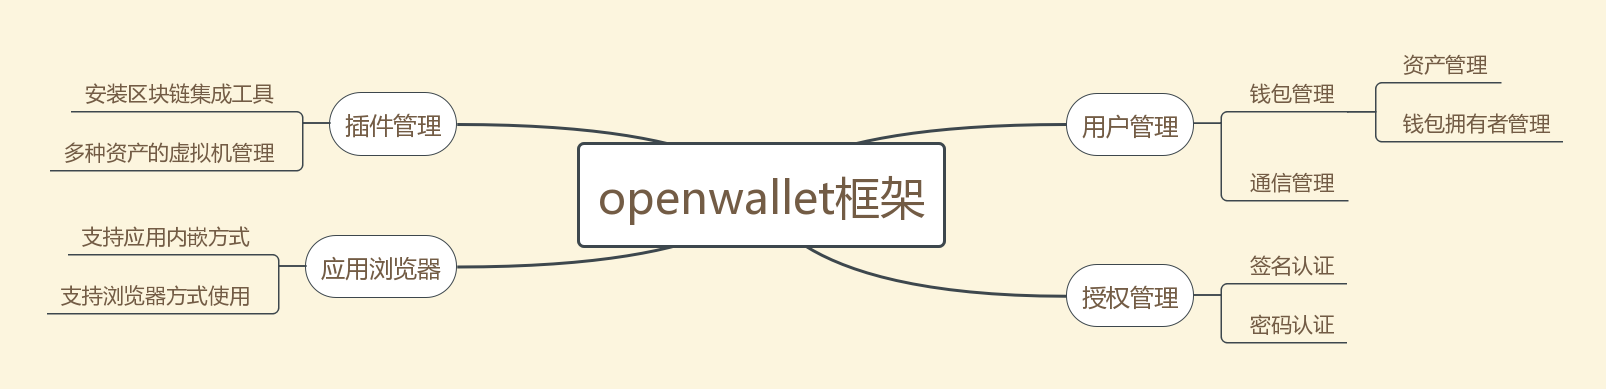 openwallet框架
用户管理
钱包管理
资产管理
钱包拥有者管理
通信管理
授权管理
签名认证
密码认证
插件管理
安装区块链集成工具
多种资产的虚拟机管理
应用浏览器
支持应用内嵌方式
支持浏览器方式使用